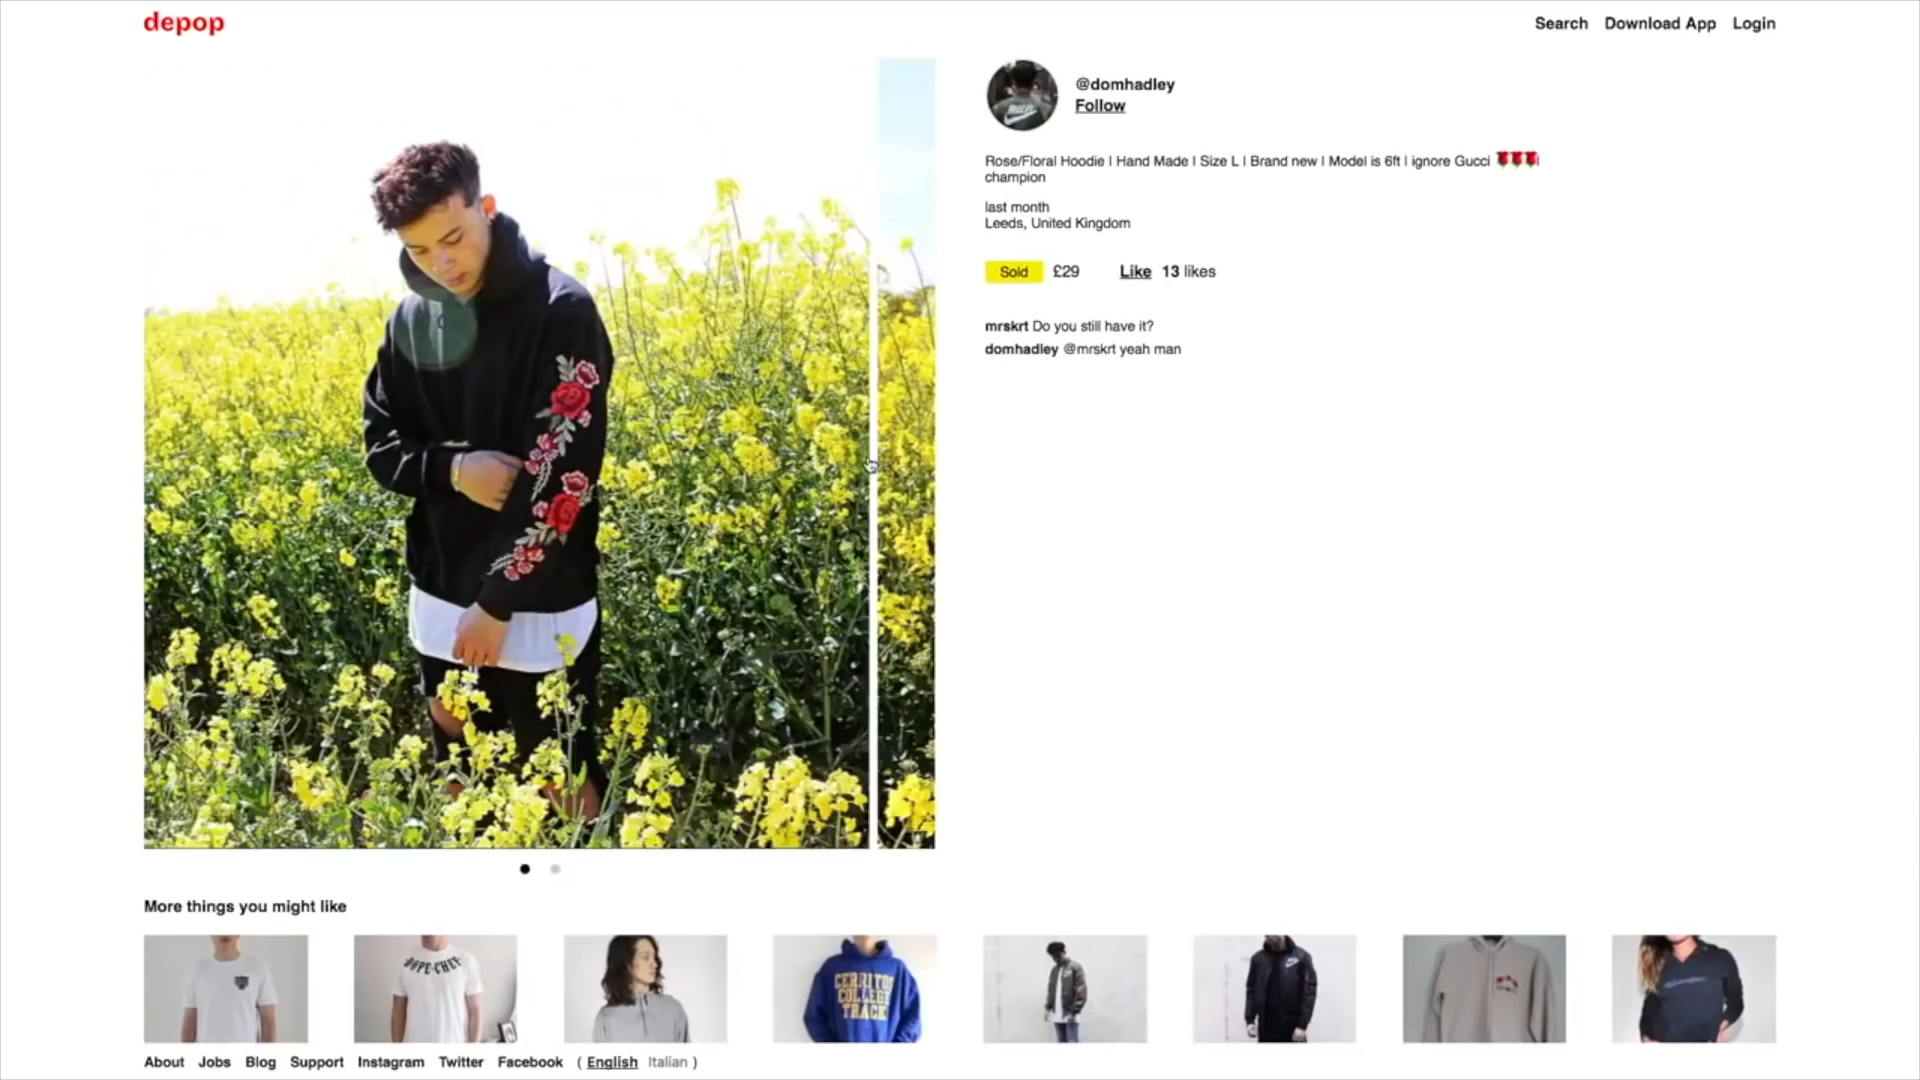 depop
Search Download App Login
@domhadley
Follow
Rose/Floral Hoodie | Hand Made | Size L | Brand new | Model is 6ft | ignore Gucci 🌹🌹🌹
champion
last month
Leeds, United Kingdom
Sold £29 Like 13 likes
mrskrt Do you still have it?
domhadley @mrskrt yeah man
More things you might like
DOPE-CHEF
CERRITOS
COLLEGE
TRACK
About Jobs Blog Support Instagram Twitter Facebook ( English Italian )